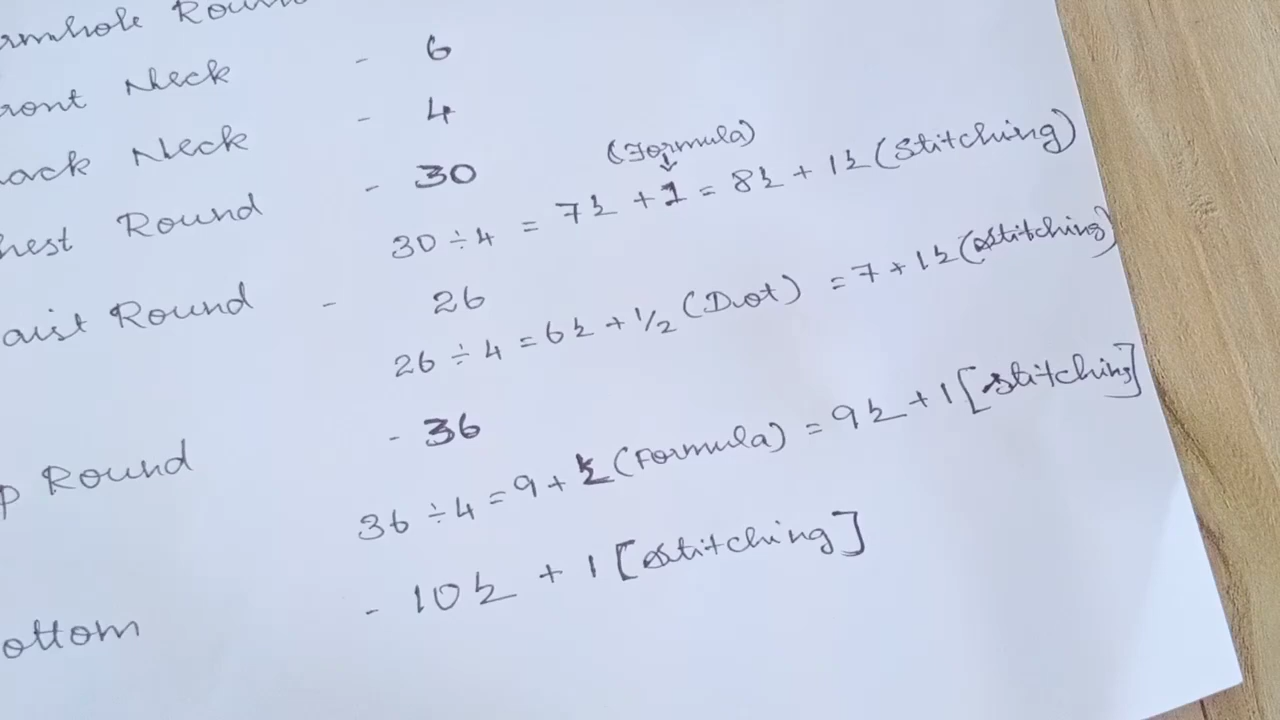 rmhole Roun
ront Neck - 6
ack Neck - 4
hest Round - 30
(Formula)
↓
30 ÷ 4 = 7½ + 1 = 8½ + 1½ (Stitching)
aist Round - 26
26 ÷ 4 = 6½ + 1/2 (Dot) = 7 + 1½ (Stitching)
p Round - 36
36 ÷ 4 = 9 + ½ (Formula) = 9½ + 1 [Stitching]
ottom - 10½ + 1 [Stitching]